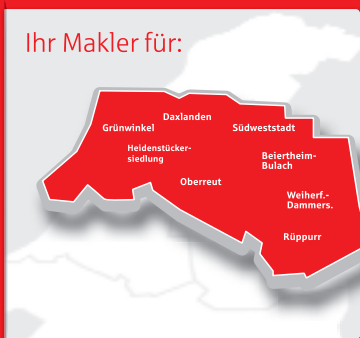 Ihr Makler für:
Daxlanden
Grünwinkel
Südweststadt
Heidenstücker-
siedlung
Beiertheim-
Bulach
Oberreut
Weiherf.-
Dammers.
Rüppurr